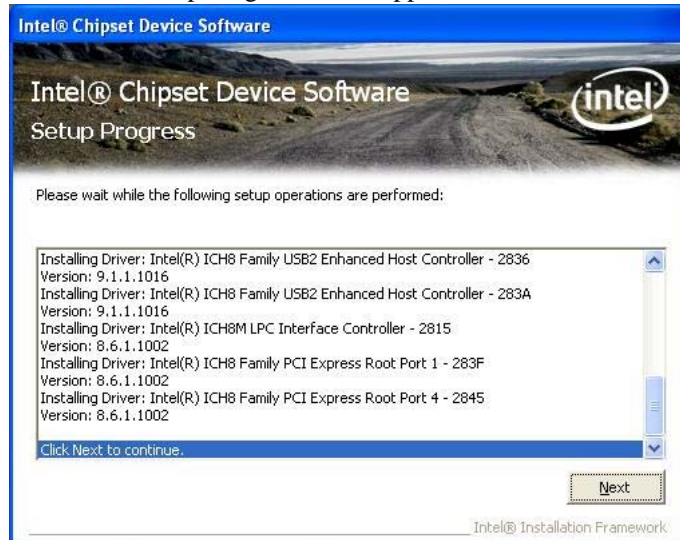 Intel® Chipset Device Software
Intel® Chipset Device Software
intel
Setup Progress
Please wait while the following setup operations are performed:
Installing Driver: Intel(R) ICH8 Family USB2 Enhanced Host Controller - 2836
Version: 9.1.1.1016
Installing Driver: Intel(R) ICH8 Family USB2 Enhanced Host Controller - 283A
Version: 9.1.1.1016
Installing Driver: Intel(R) ICH8M LPC Interface Controller - 2815
Version: 8.6.1.1002
Installing Driver: Intel(R) ICH8 Family PCI Express Root Port 1 - 283F
Version: 8.6.1.1002
Installing Driver: Intel(R) ICH8 Family PCI Express Root Port 4 - 2845
Version: 8.6.1.1002
Click Next to continue.
Next
Intel® Installation Framework